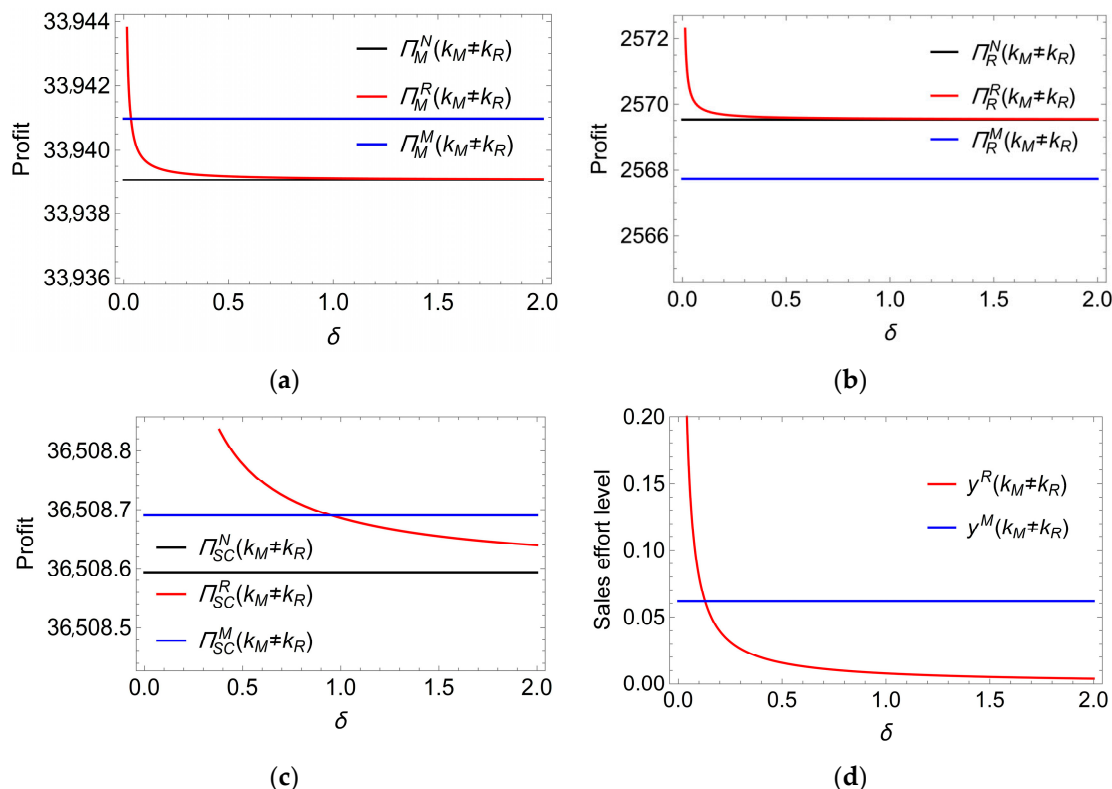 33,944
33,942
33,940
33,938
33,936
Profit
Π_M^N(k_M≠k_R)
Π_M^R(k_M≠k_R)
Π_M^M(k_M≠k_R)
0.0 0.5 1.0 1.5 2.0
δ
(a)
2572
2570
2568
2566
Profit
Π_R^N(k_M≠k_R)
Π_R^R(k_M≠k_R)
Π_R^M(k_M≠k_R)
0.0 0.5 1.0 1.5 2.0
δ
(b)
36,508.8
36,508.7
36,508.6
36,508.5
Profit
Π_SC^N(k_M≠k_R)
Π_SC^R(k_M≠k_R)
Π_SC^M(k_M≠k_R)
0.0 0.5 1.0 1.5 2.0
δ
(c)
0.20
0.15
0.10
0.05
0.00
Sales effort level
y^R(k_M≠k_R)
y^M(k_M≠k_R)
0.0 0.5 1.0 1.5 2.0
δ
(d)